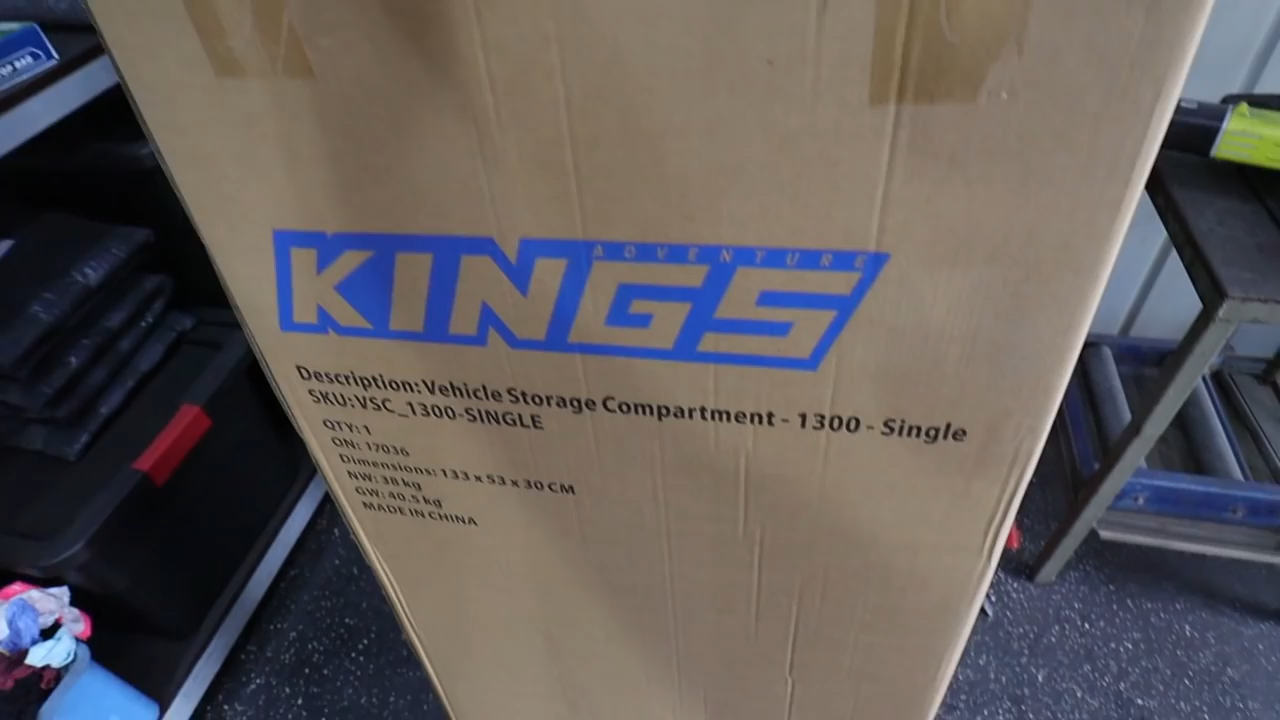 ADVENTURE
KINGS
Description: Vehicle Storage Compartment - 1300 - Single
SKU: VSC_1300-SINGLE
QTY: 1
ON: 17036
Dimensions: 133 x 53 x 30 CM
NW: 38 kg
GW: 40.5 kg
MADE IN CHINA